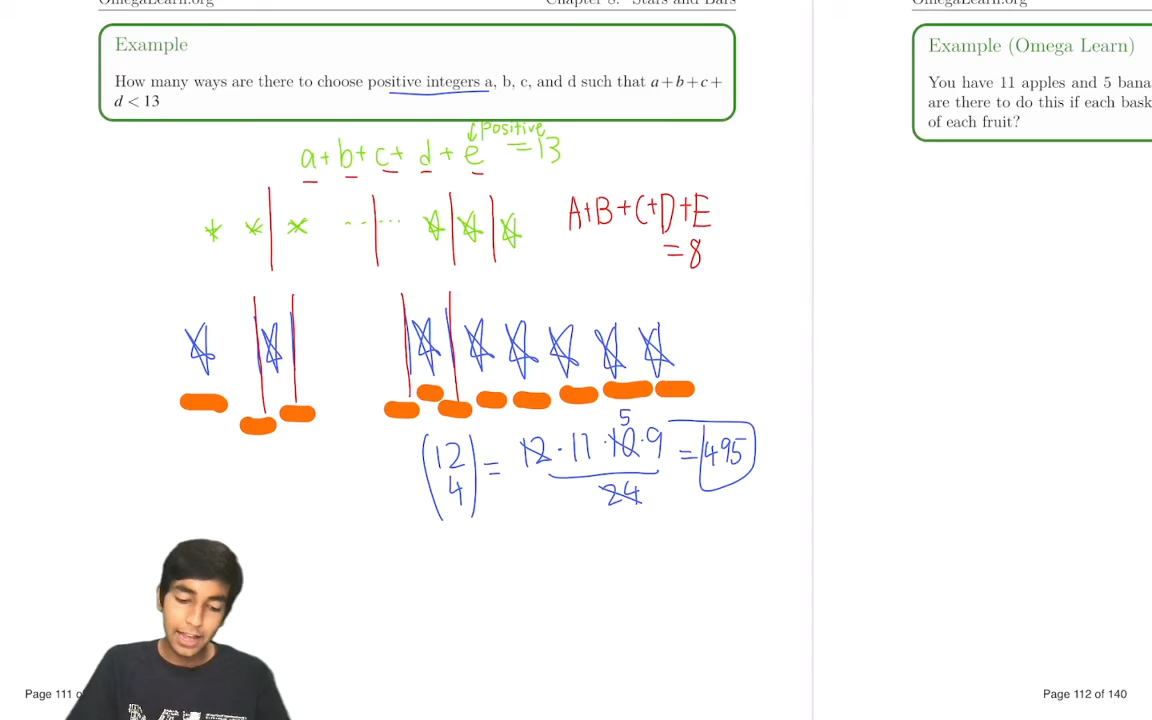 OmegaLearn.org Chapter 8. Stars and Bars
Example
How many ways are there to choose positive integers a, b, c, and d such that a+b+c+
d < 13
positive
a+ b+ c+ d + e = 13
A+B+C+D+E
= 8
(12 4) = 12·11·10·9 / 24 = 495
5
Page 111 o
OmegaLearn.org
Example (Omega Learn)
You have 11 apples and 5 bana
are there to do this if each bask
of each fruit?
Page 112 of 140